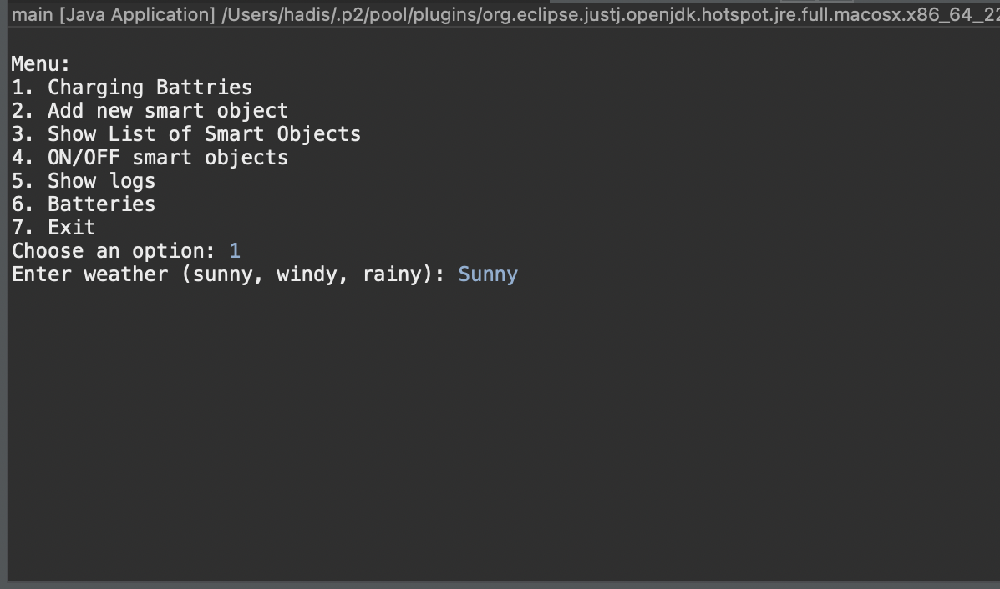 main [Java Application] /Users/hadis/.p2/pool/plugins/org.eclipse.justj.openjdk.hotspot.jre.full.macosx.x86_64_22
Menu:
1. Charging Battries
2. Add new smart object
3. Show List of Smart Objects
4. ON/OFF smart objects
5. Show logs
6. Batteries
7. Exit
Choose an option: 1
Enter weather (sunny, windy, rainy): Sunny